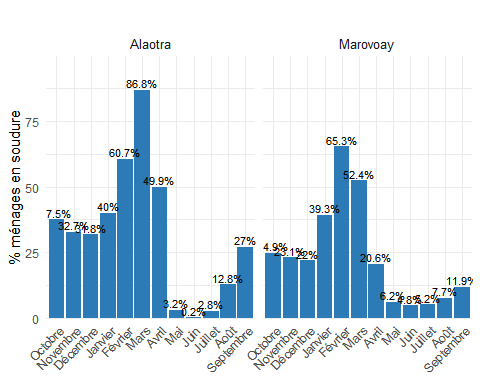 Alaotra
Marovoay
% ménages en soudure
75
50
25
0
7.5%
32.7%
31.8%
40%
60.7%
86.8%
49.9%
3.2%
0.2%
2.8%
12.8%
27%
4.9%
23.1%
22%
39.3%
65.3%
52.4%
20.6%
6.2%
4.8%
5.2%
7.7%
11.9%
Octobre
Novembre
Décembre
Janvier
Février
Mars
Avril
Mai
Juin
Juillet
Août
Septembre
Octobre
Novembre
Décembre
Janvier
Février
Mars
Avril
Mai
Juin
Juillet
Août
Septembre